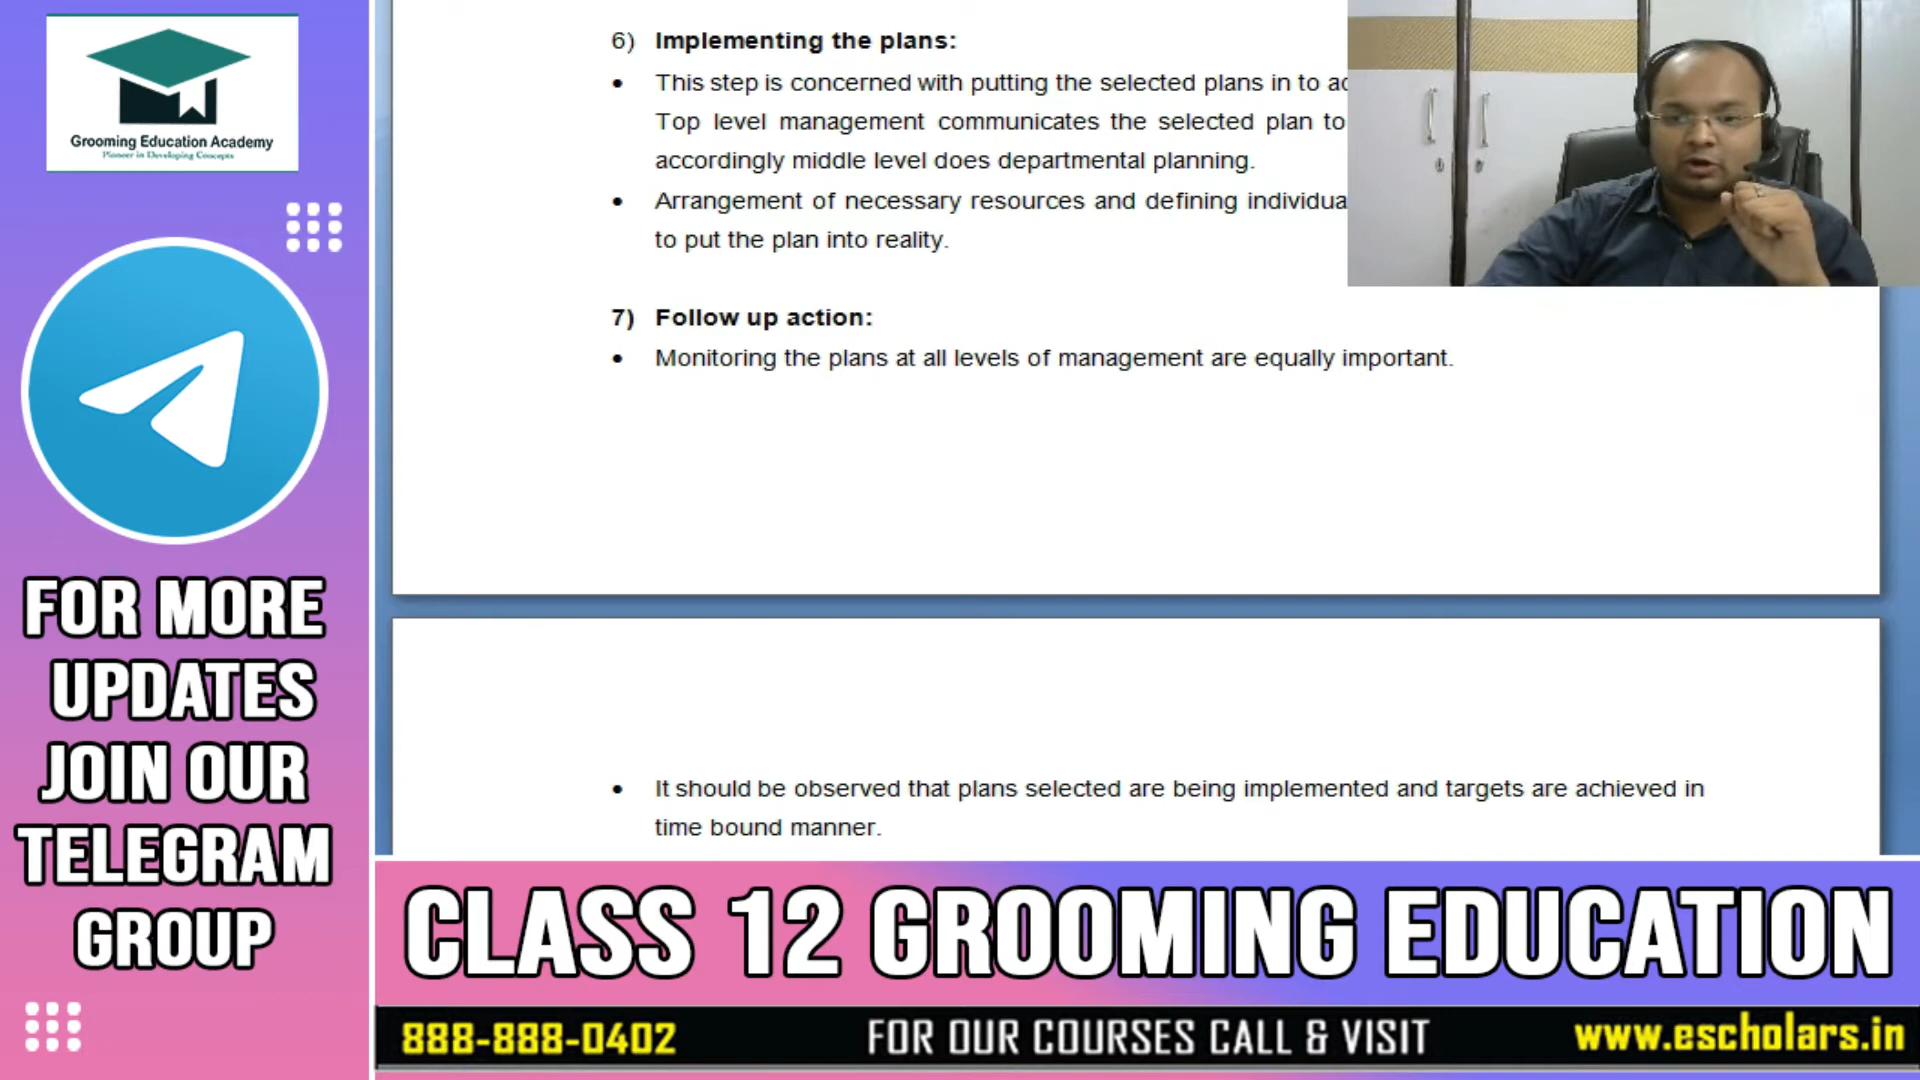 Grooming Education Academy
Pioneer in Developing Concepts
FOR MORE
UPDATES
JOIN OUR
TELEGRAM
GROUP
6) Implementing the plans:
• This step is concerned with putting the selected plans in to
Top level management communicates the selected plan to
accordingly middle level does departmental planning.
• Arrangement of necessary resources and defining
to put the plan into reality.
7) Follow up action:
• Monitoring the plans at all levels of management are equally important.
• It should be observed that plans selected are being implemented and targets are achieved in
time bound manner.
CLASS 12 GROOMING EDUCATION
888-888-0402 FOR OUR COURSES CALL & VISIT www.escholars.in